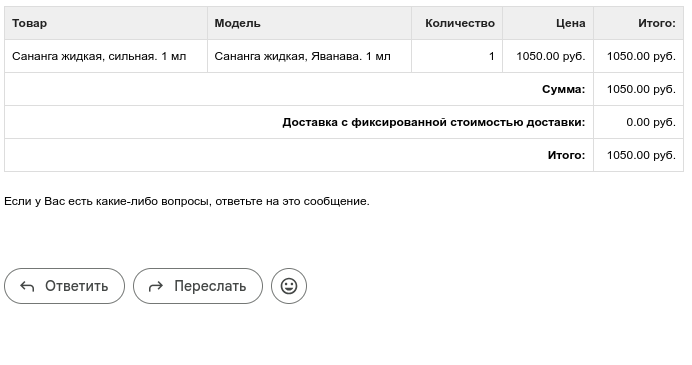 Товар Модель Количество Цена Итого:
Сананга жидкая, сильная. 1 мл Сананга жидкая, Яванава. 1 мл 1 1050.00 руб. 1050.00 руб.
Сумма: 1050.00 руб.
Доставка с фиксированной стоимостью доставки: 0.00 руб.
Итого: 1050.00 руб.
Если у Вас есть какие-либо вопросы, ответьте на это сообщение.
Ответить Переслать